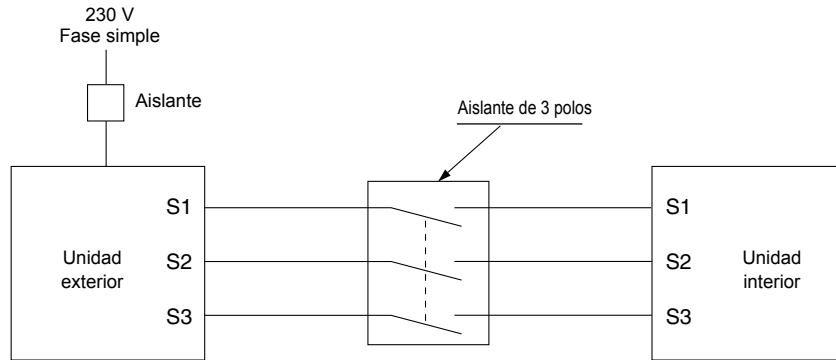 230 V
Fase simple
Aislante
Aislante de 3 polos
S1
S1
Unidad
exterior
S2
S2
Unidad
interior
S3
S3